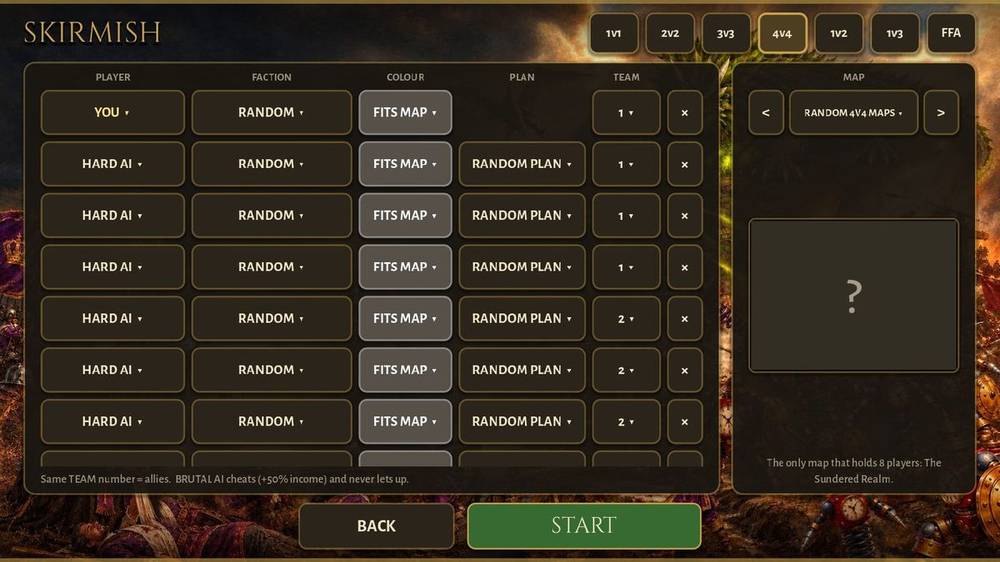 SKIRMISH
1v1 2v2 3v3 4v4 1v2 1v3 FFA
PLAYER FACTION COLOUR PLAN TEAM
YOU RANDOM FITS MAP 1 ×
HARD AI RANDOM FITS MAP RANDOM PLAN 1 ×
HARD AI RANDOM FITS MAP RANDOM PLAN 1 ×
HARD AI RANDOM FITS MAP RANDOM PLAN 1 ×
HARD AI RANDOM FITS MAP RANDOM PLAN 2 ×
HARD AI RANDOM FITS MAP RANDOM PLAN 2 ×
HARD AI RANDOM FITS MAP RANDOM PLAN 2 ×
Same TEAM number = allies. BRUTAL AI cheats (+50% income) and never lets up.
MAP
< RANDOM 4V4 MAPS >
?
The only map that holds 8 players: The
Sundered Realm.
BACK START